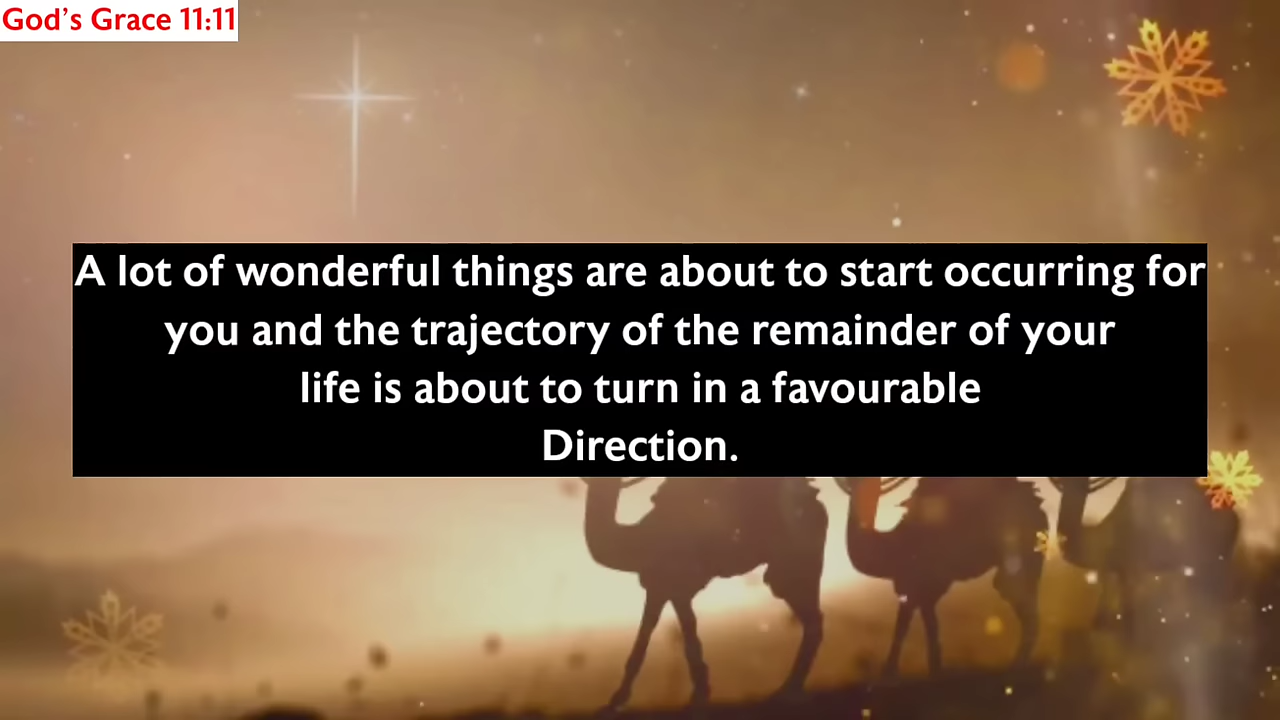 God's Grace 11:11
A lot of wonderful things are about to start occurring for
you and the trajectory of the remainder of your
life is about to turn in a favourable
Direction.